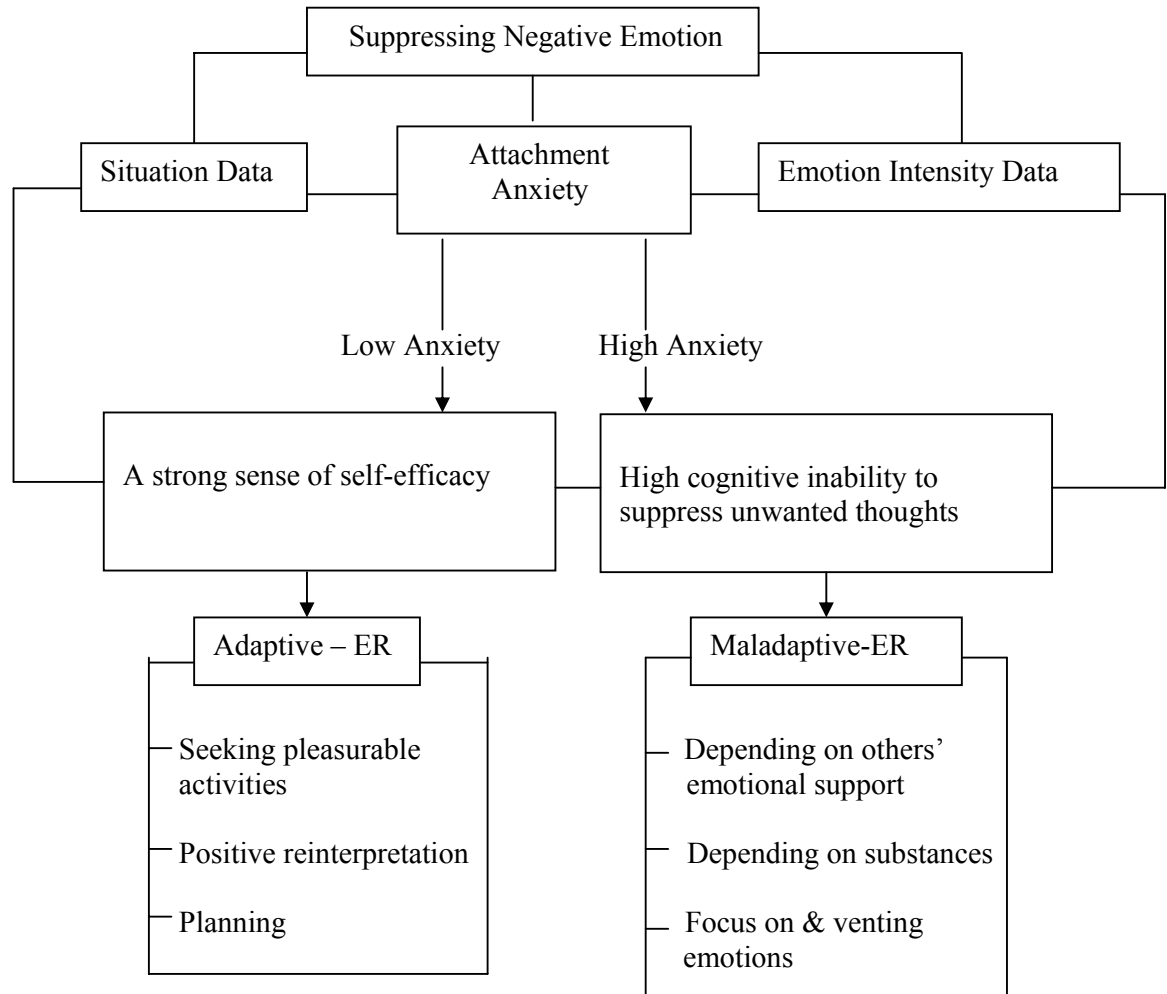 Suppressing Negative Emotion
Situation Data
Attachment
Anxiety
Emotion Intensity Data
Low Anxiety
High Anxiety
A strong sense of self-efficacy
High cognitive inability to
suppress unwanted thoughts
Adaptive – ER
Maladaptive-ER
Seeking pleasurable
activities
Positive reinterpretation
Planning
Depending on others’
emotional support
Depending on substances
Focus on & venting
emotions